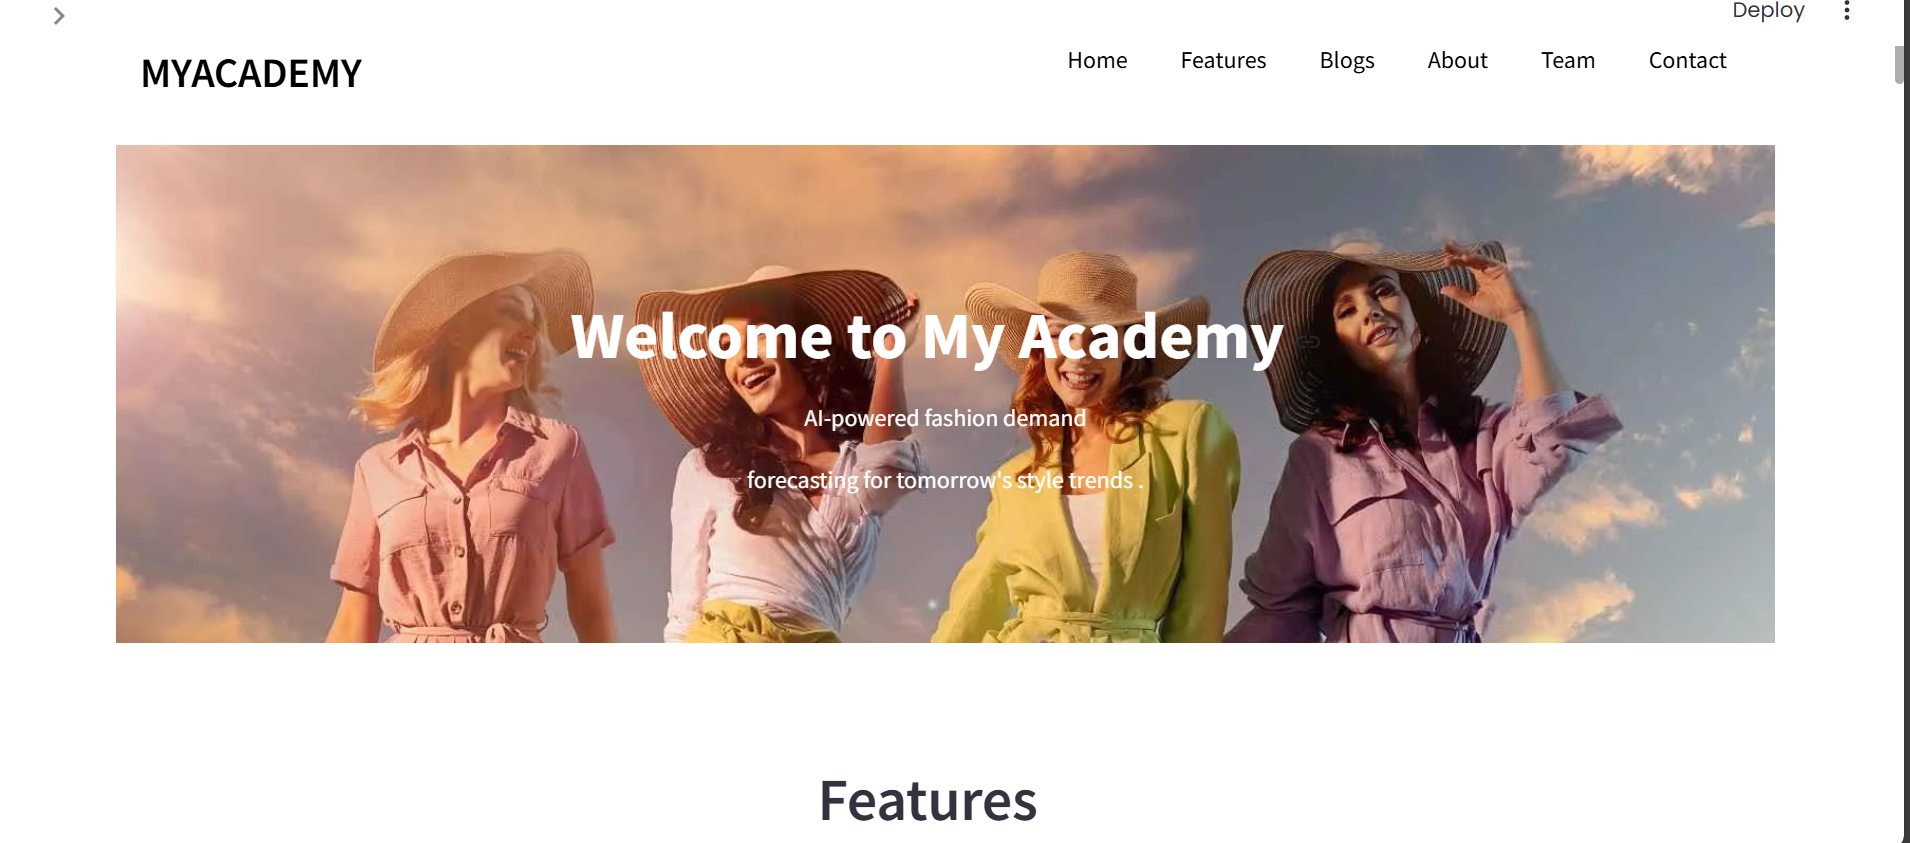 Deploy
MYACADEMY
Home Features Blogs About Team Contact
Welcome to My Academy
AI-powered fashion demand
forecasting for tomorrow's style trends .
Features